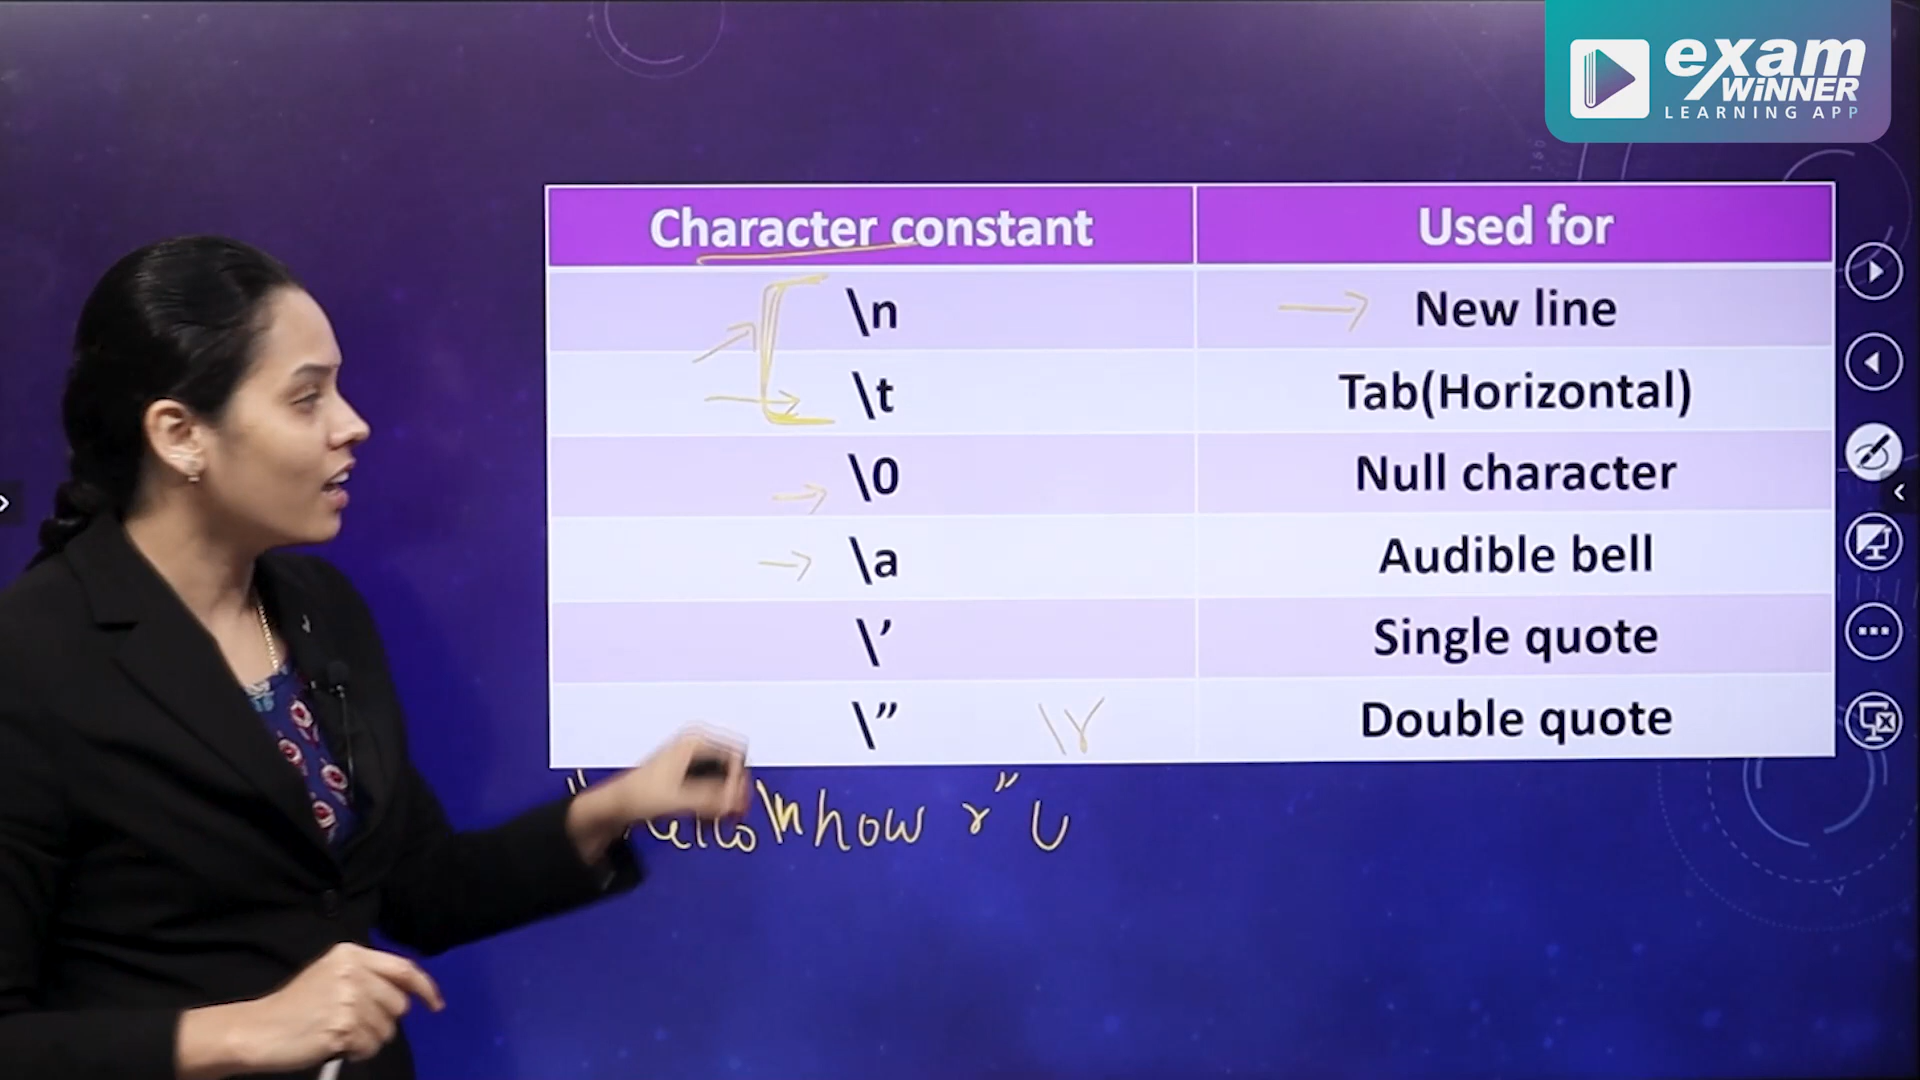 exam
WiNNER
LEARNING APP
Character constant Used for
\n New line
\t Tab(Horizontal)
\0 Null character
\a Audible bell
\’ Single quote
\” Double quote
\r
\n how r” U